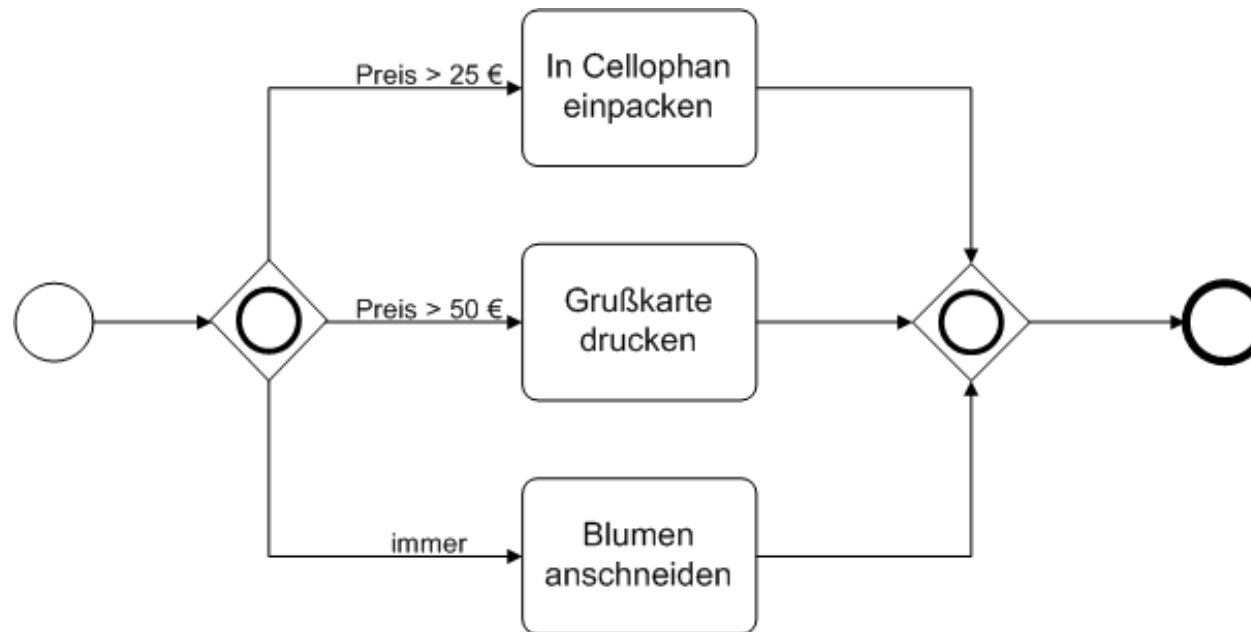 Preis > 25 €
In Cellophan
einpacken
Preis > 50 €
Grußkarte
drucken
immer
Blumen
anschneiden